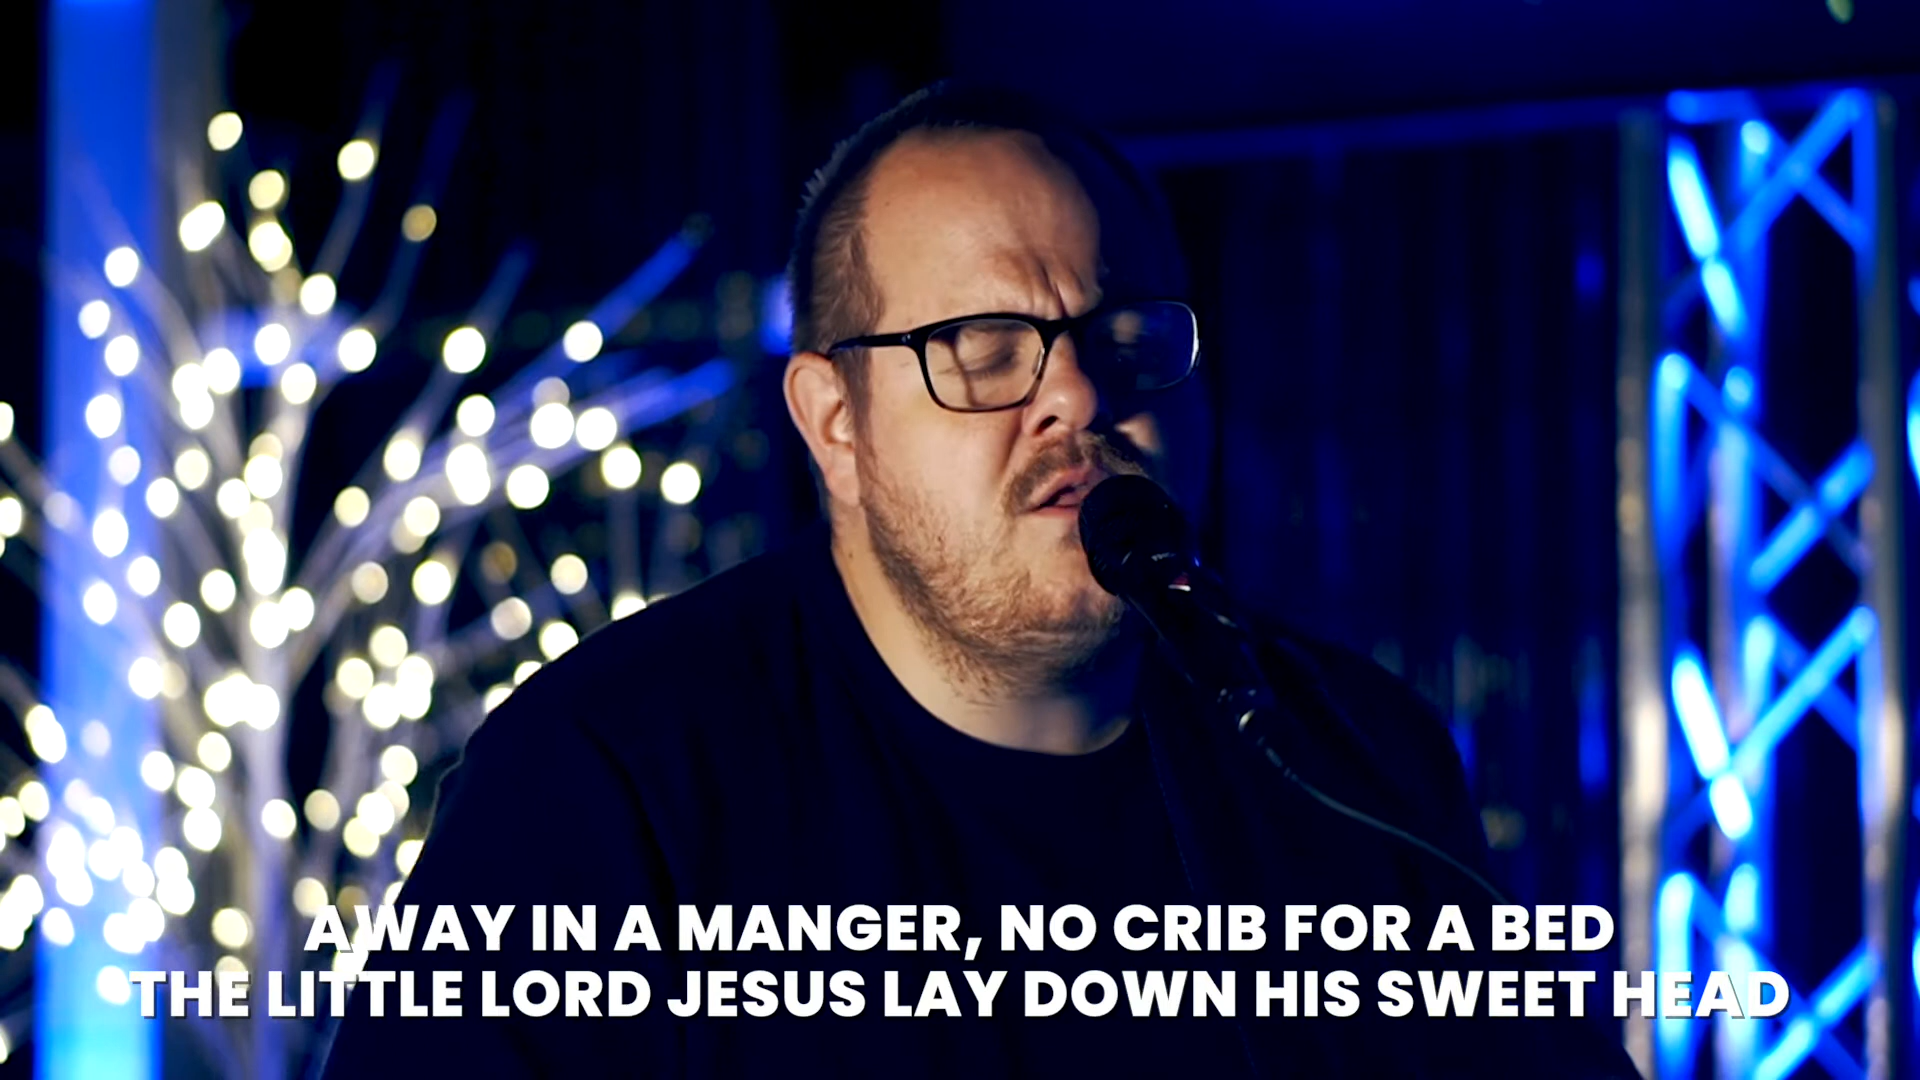 AWAY IN A MANGER, NO CRIB FOR A BED
THE LITTLE LORD JESUS LAY DOWN HIS SWEET HEAD